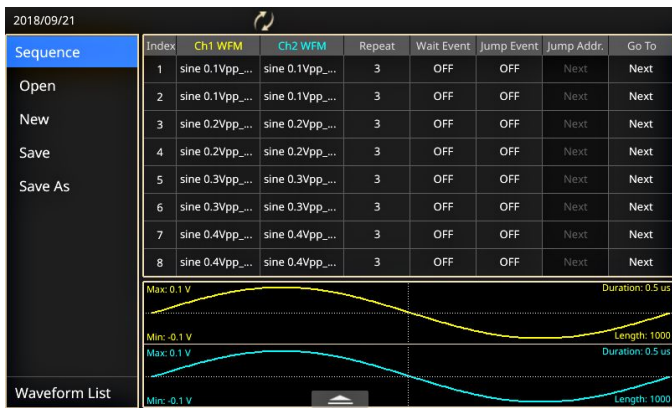 2018/09/21
Sequence
Open
New
Save
Save As
Waveform List
Index Ch1 WFM Ch2 WFM Repeat Wait Event Jump Event Jump Addr. Go To
1 sine 0.1Vpp_... sine 0.1Vpp_... 3 OFF OFF Next Next
2 sine 0.1Vpp_... sine 0.1Vpp_... 3 OFF OFF Next Next
3 sine 0.2Vpp_... sine 0.2Vpp_... 3 OFF OFF Next Next
4 sine 0.2Vpp_... sine 0.2Vpp_... 3 OFF OFF Next Next
5 sine 0.3Vpp_... sine 0.3Vpp_... 3 OFF OFF Next Next
6 sine 0.3Vpp_... sine 0.3Vpp_... 3 OFF OFF Next Next
7 sine 0.4Vpp_... sine 0.4Vpp_... 3 OFF OFF Next Next
8 sine 0.4Vpp_... sine 0.4Vpp_... 3 OFF OFF Next Next
Max: 0.1 V Duration: 0.5 us
Min: -0.1 V Length: 1000
Max: 0.1 V Duration: 0.5 us
Min: -0.1 V Length: 1000